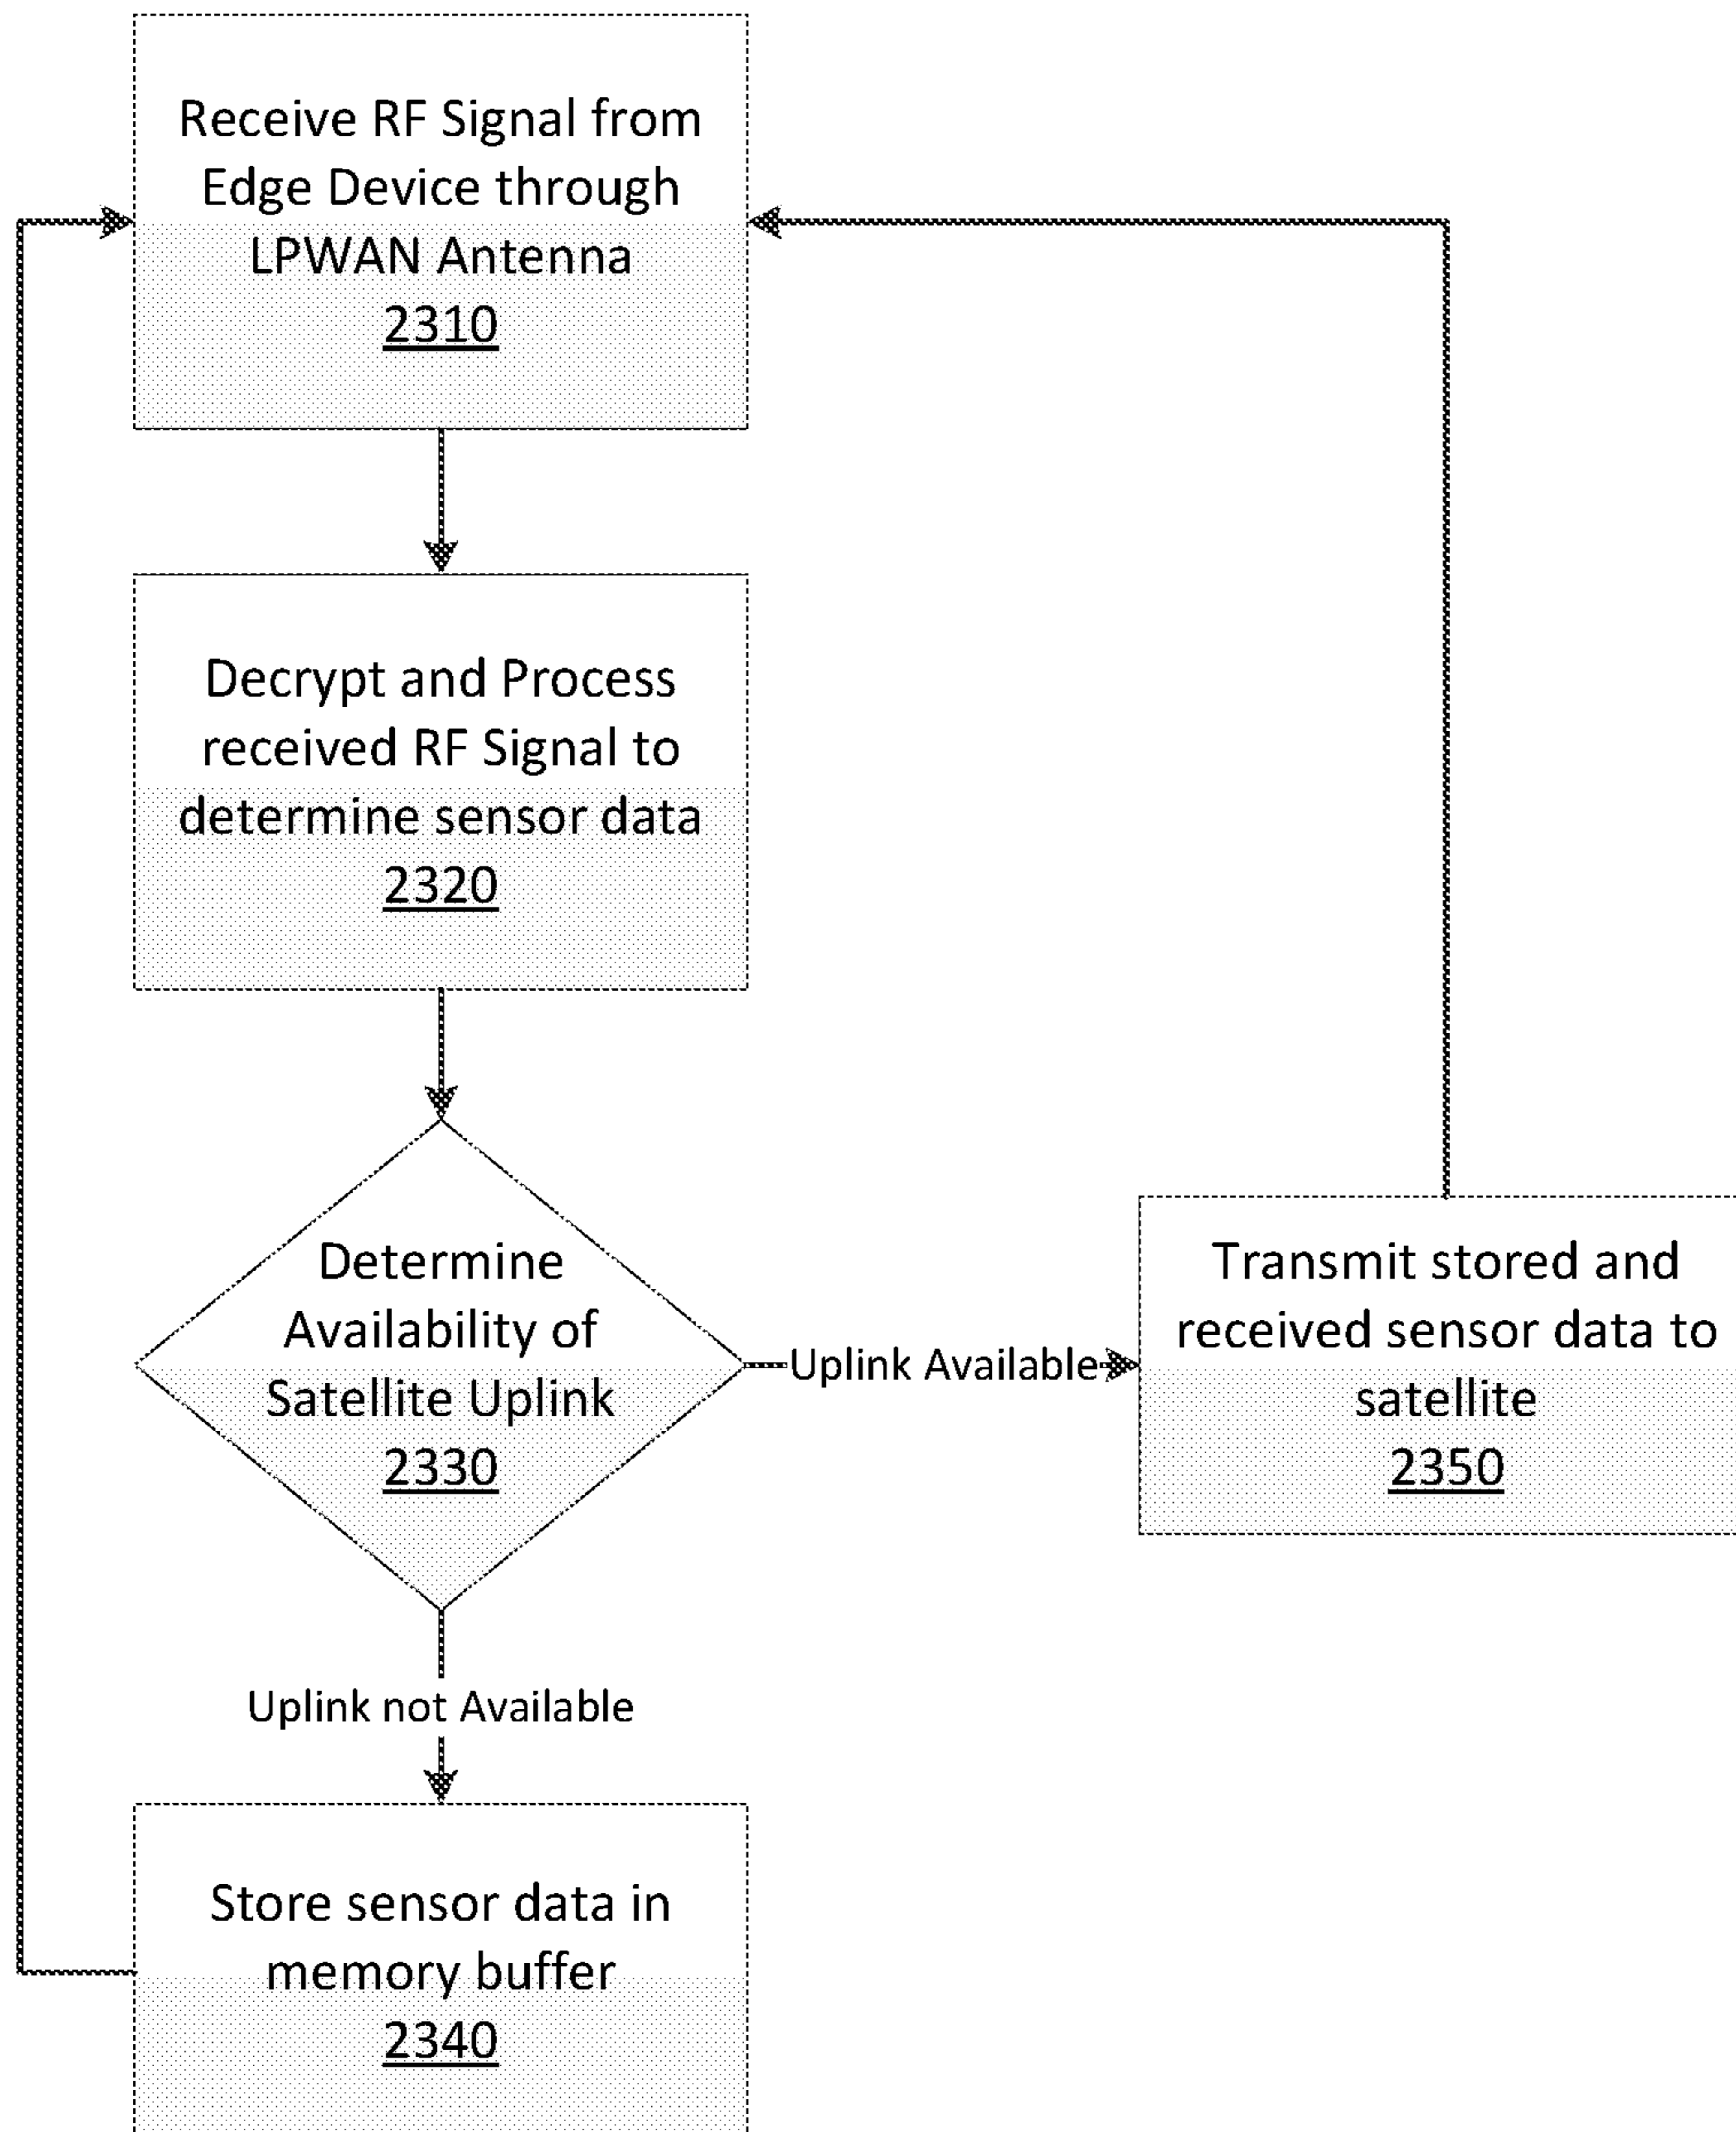 Receive RF Signal from
Edge Device through
LPWAN Antenna
2310
Decrypt and Process
received RF Signal to
determine sensor data
2320
Determine
Availability of
Satellite Uplink
2330
Uplink Available
Transmit stored and
received sensor data to
satellite
2350
Uplink not Available
Store sensor data in
memory buffer
2340